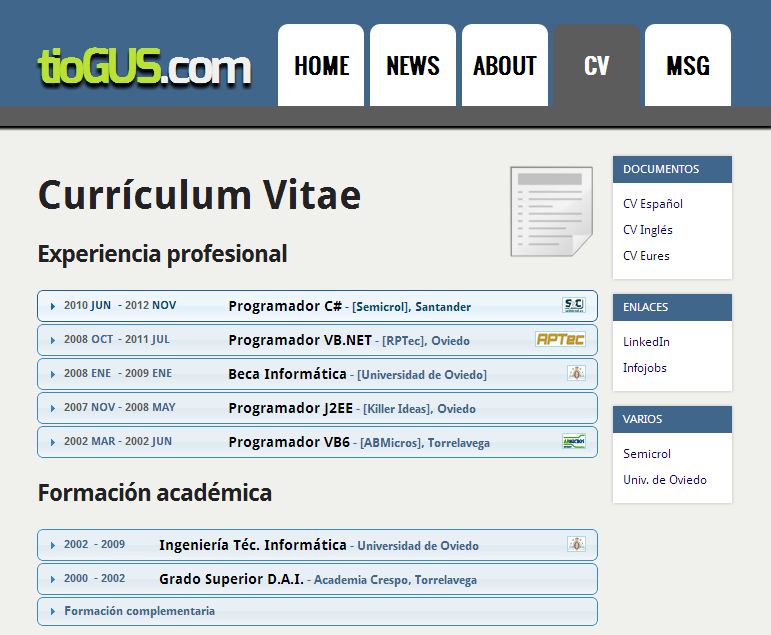 tioGUS.com
HOME
NEWS
ABOUT
CV
MSG
Currículum Vitae
Experiencia profesional
2010 JUN - 2012 NOV Programador C# - [Semicrol], Santander
2008 OCT - 2011 JUL Programador VB.NET - [RPTec], Oviedo RPTec
2008 ENE - 2009 ENE Beca Informática - [Universidad de Oviedo]
2007 NOV - 2008 MAY Programador J2EE - [Killer Ideas], Oviedo
2002 MAR - 2002 JUN Programador VB6 - [ABMicros], Torrelavega
Formación académica
2002 - 2009 Ingeniería Téc. Informática - Universidad de Oviedo
2000 - 2002 Grado Superior D.A.I. - Academia Crespo, Torrelavega
Formación complementaria
DOCUMENTOS
CV Español
CV Inglés
CV Eures
ENLACES
LinkedIn
Infojobs
VARIOS
Semicrol
Univ. de Oviedo